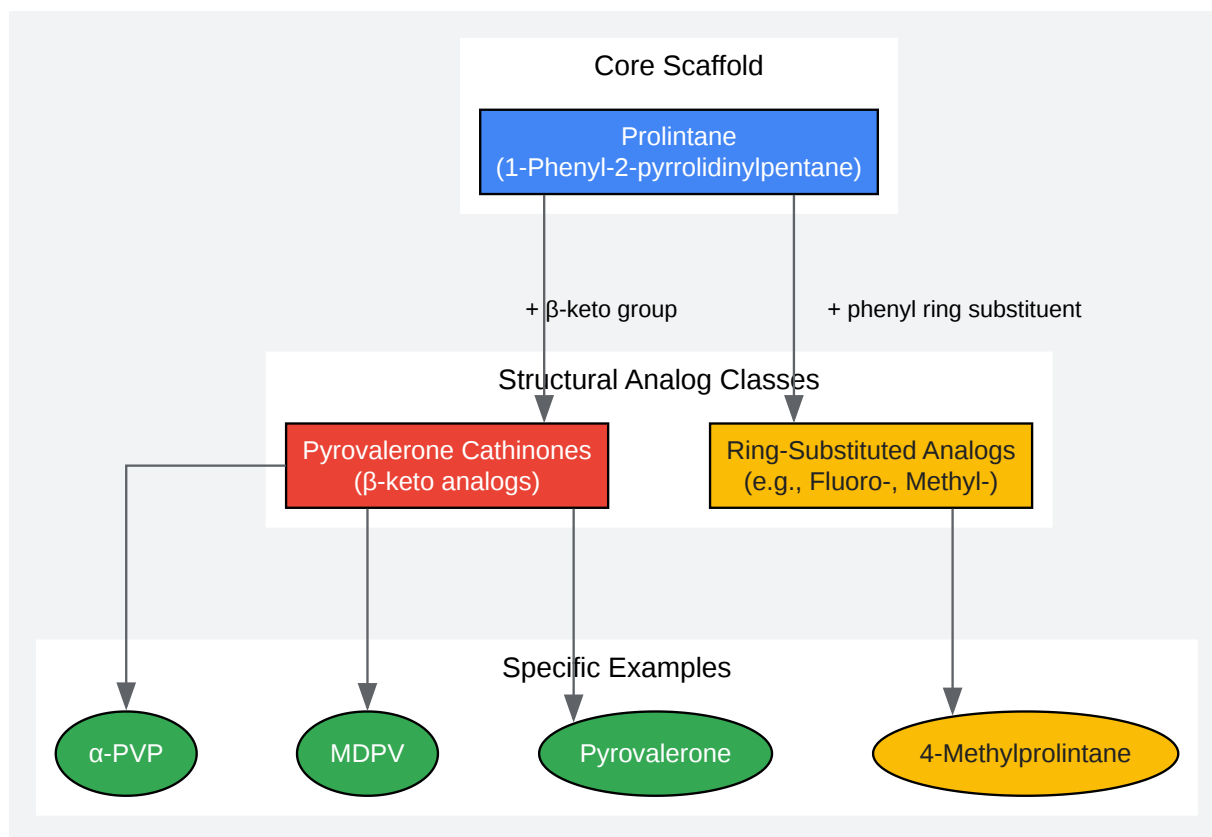 Core Scaffold
Prolintane
(1-Phenyl-2-pyrrolidinylpentane)
+ β-keto group
+ phenyl ring substituent
Structural Analog Classes
Pyrovalerone Cathinones
(β-keto analogs)
Ring-Substituted Analogs
(e.g., Fluoro-, Methyl-)
Specific Examples
α-PVP
MDPV
Pyrovalerone
4-Methylprolintane